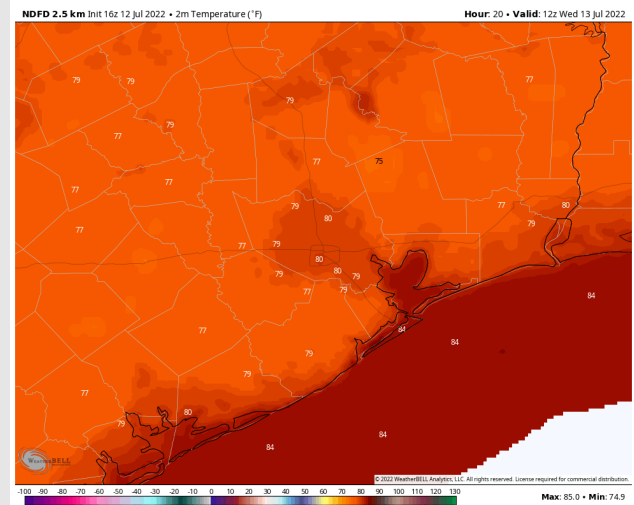 NDFD 2.5 km Init 16z 12 Jul 2022 • 2m Temperature (°F) Hour: 20 • Valid: 12z Wed 13 Jul 2022
79 79 77
79
79
77
77 75
77 77
77 79 80
79 80 79
77 77 79
80
79 80 79
77 79 84
84
77 84
79
79
77
80
79 84
84
WeatherBELL
© 2022 WeatherBELL Analytics, LLC. All rights reserved. License required for commercial distribution.
-100 -90 -80 -70 -60 -50 -40 -30 -20 0 10 20 30 40 50 60 70 80 90 100 110 120 130 Max: 85.0 • Min: 74.9